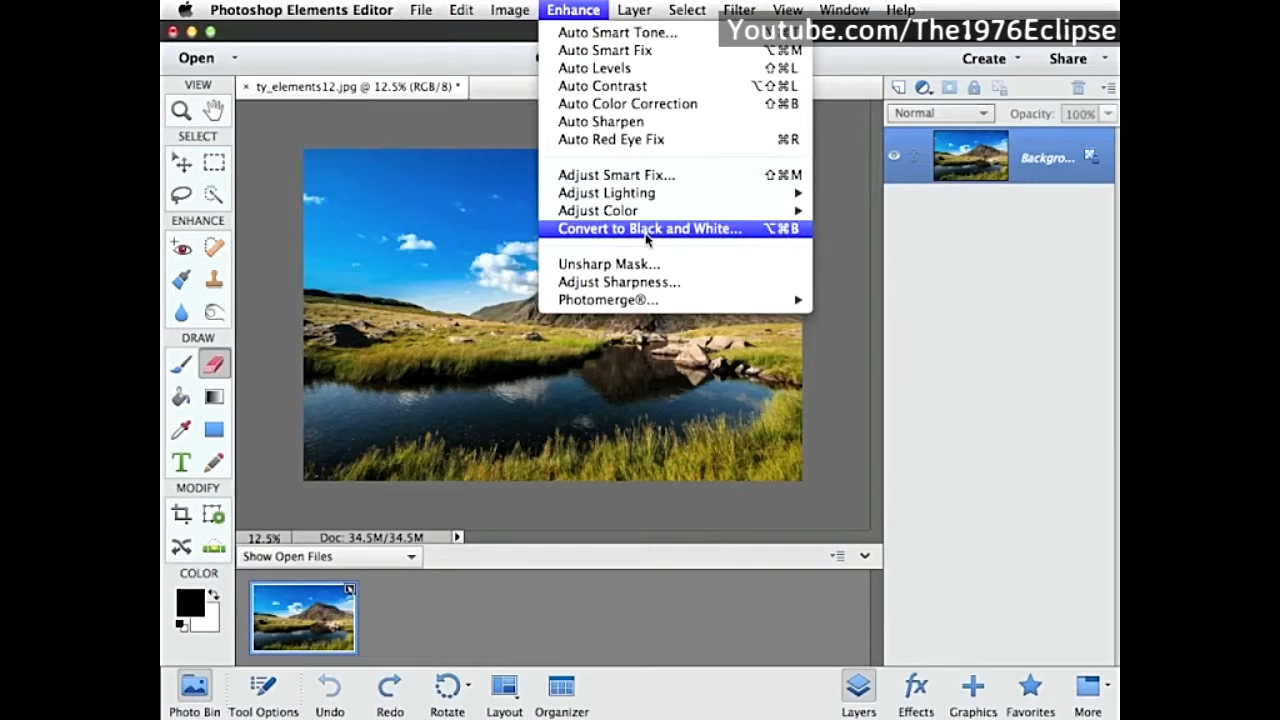 Photoshop Elements Editor File Edit Image Enhance Layer Select Filter View Window Help
Youtube.com/The1976Eclipse
Open
Create
Share
Auto Smart Tone...
Auto Smart Fix ⌥⌘M
Auto Levels ⇧⌘L
Auto Contrast ⌥⇧⌘L
Auto Color Correction ⇧⌘B
Auto Sharpen
Auto Red Eye Fix ⌘R
Adjust Smart Fix... ⇧⌘M
Adjust Lighting
Adjust Color
Convert to Black and White... ⌥⌘B
Unsharp Mask...
Adjust Sharpness...
Photomerge®...
VIEW
× ty_elements12.jpg @ 12.5% (RGB/8) *
Normal
Opacity: 100%
SELECT
Backgro...
ENHANCE
DRAW
T
MODIFY
12.5% Doc: 34.5M/34.5M
Show Open Files
COLOR
Photo Bin Tool Options Undo Redo Rotate Layout Organizer
fx
Layers Effects Graphics Favorites More